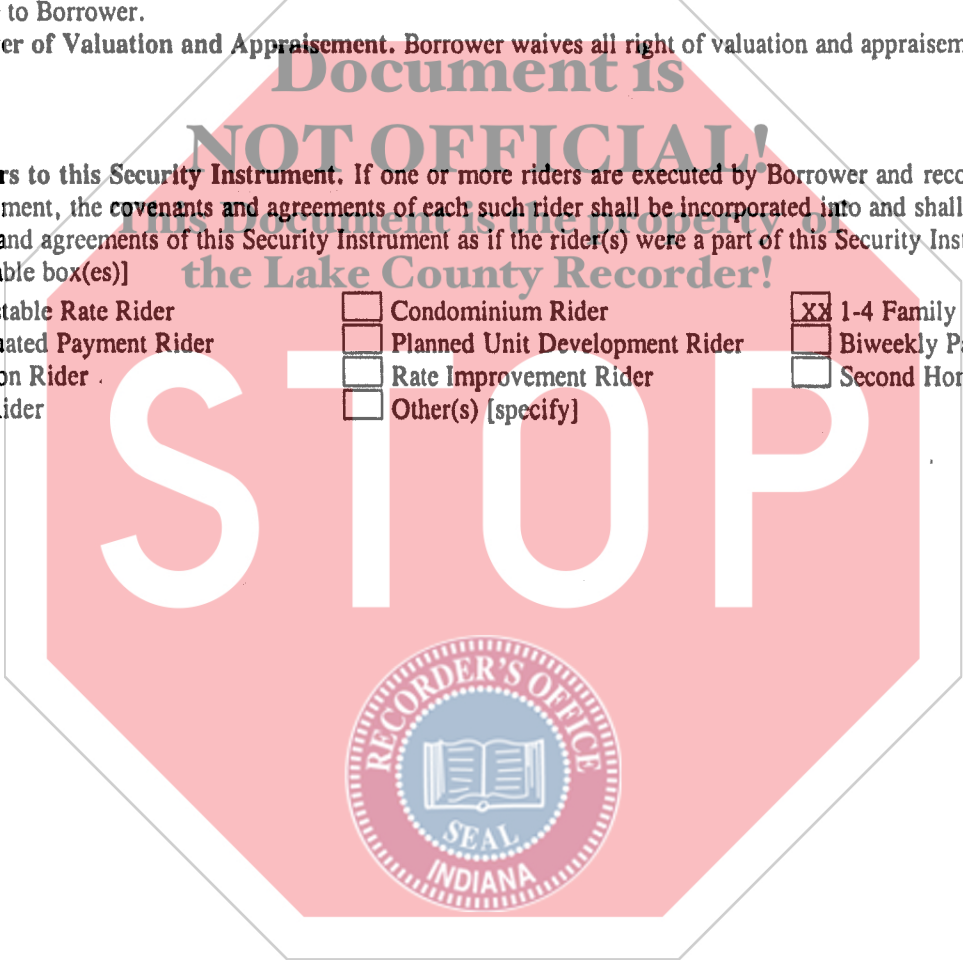 to Borrower.
er of Valuation and Appraisement. Borrower waives all right of valuation and appraisem
Document is
NOT OFFICIAL!
rs to this Security Instrument. If one or more riders are executed by Borrower and reco
ment, the covenants and agreements of each such rider shall be incorporated into and shall
This Document is the property of
and agreements of this Security Instrument as if the rider(s) were a part of this Security Inst
ble box(es)]
the Lake County Recorder!
table Rate Rider Condominium Rider XX 1-4 Family
uated Payment Rider Planned Unit Development Rider Biweekly Pa
on Rider Rate Improvement Rider Second Hom
ider Other(s) [specify]
STOP
RECORDER'S OFFICE
SEAL
INDIANA